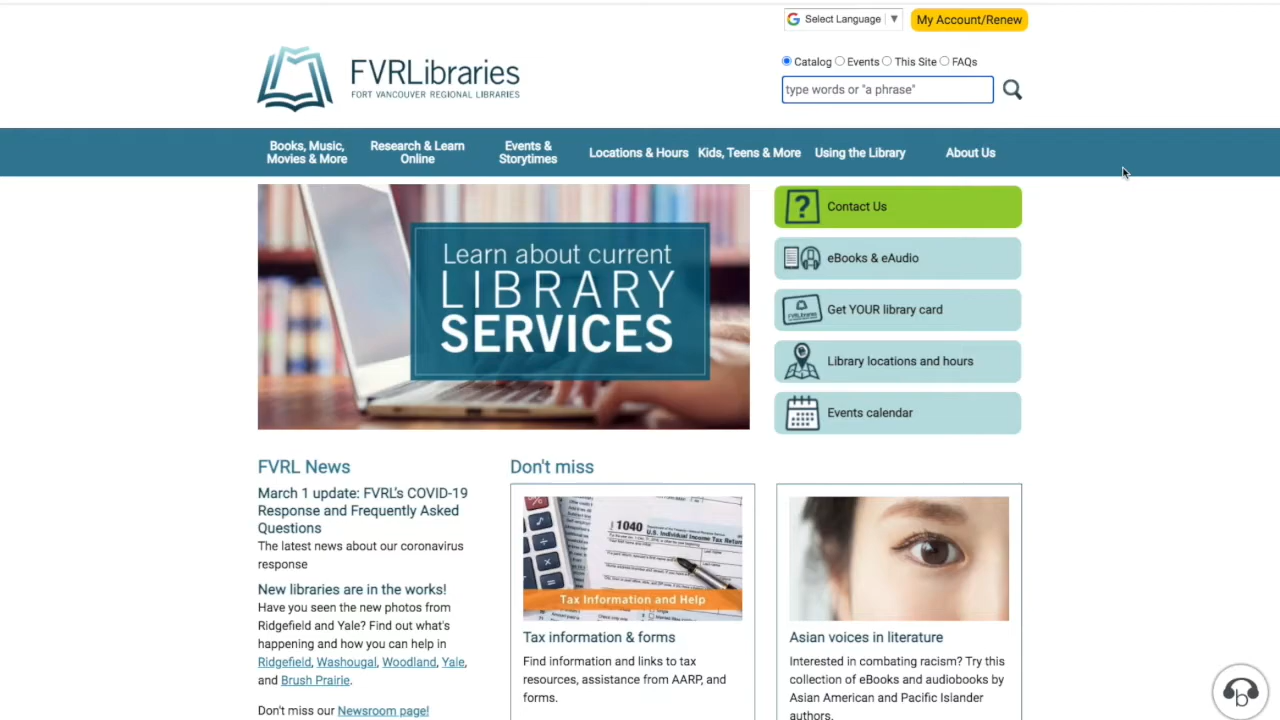 Select Language ▼
My Account/Renew
FVRLibraries
FORT VANCOUVER REGIONAL LIBRARIES
Catalog Events This Site FAQs
type words or "a phrase"
Books, Music,
Movies & More
Research & Learn
Online
Events &
Storytimes
Locations & Hours
Kids, Teens & More
Using the Library
About Us
Learn about current
LIBRARY
SERVICES
? Contact Us
eBooks & eAudio
Get YOUR library card
Library locations and hours
Events calendar
FVRL News
March 1 update: FVRL's COVID-19
Response and Frequently Asked
Questions
The latest news about our coronavirus
response
New libraries are in the works!
Have you seen the new photos from
Ridgefield and Yale? Find out what's
happening and how you can help in
Ridgefield, Washougal, Woodland, Yale,
and Brush Prairie.
Don't miss our Newsroom page!
Don't miss
1040
U.S. Individual Income Tax Return
Tax Information and Help
Tax information & forms
Find information and links to tax
resources, assistance from AARP, and
forms.
Asian voices in literature
Interested in combating racism? Try this
collection of eBooks and audiobooks by
Asian American and Pacific Islander
authors.
b